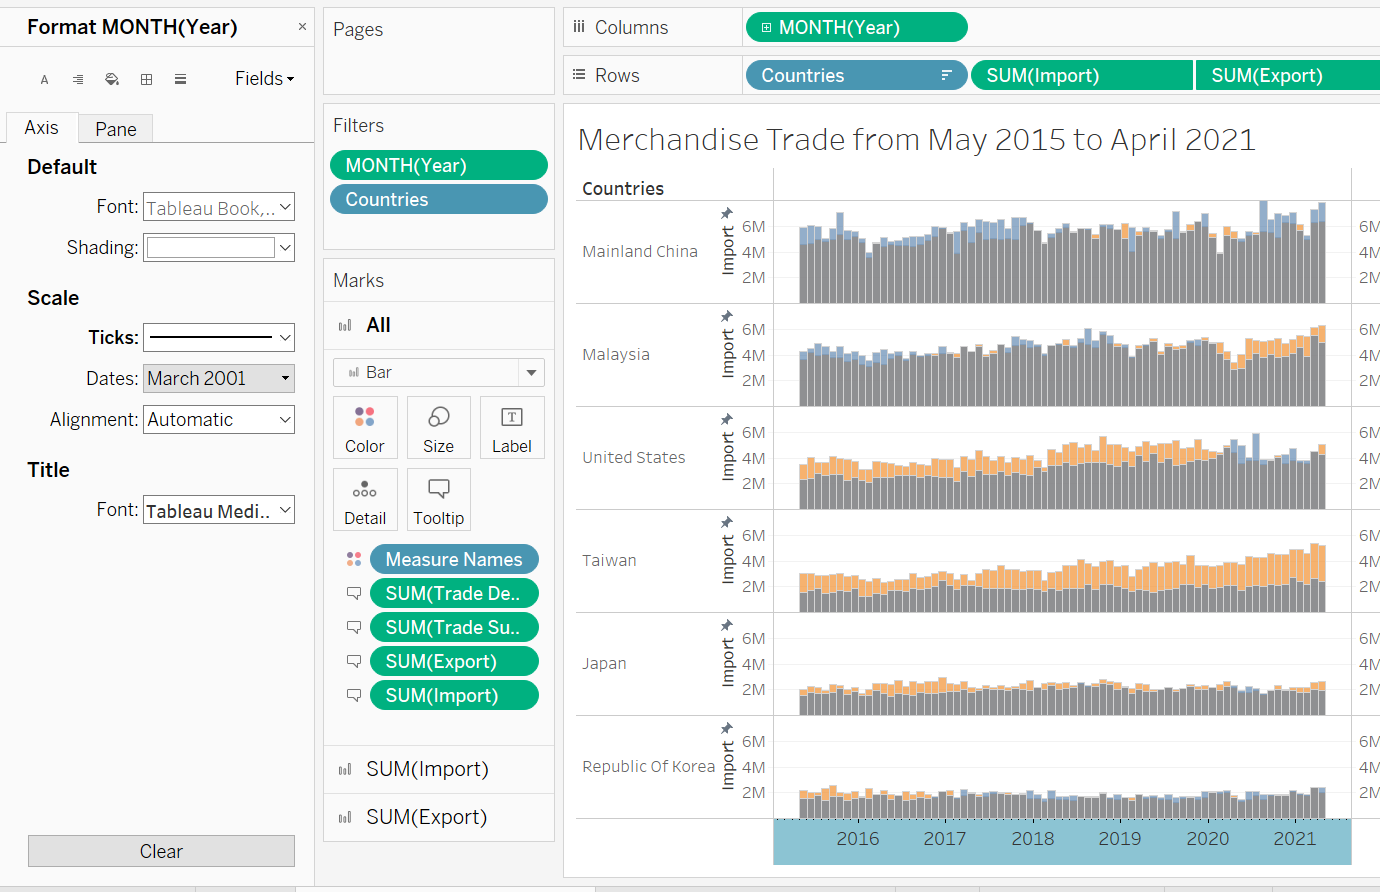 Format MONTH(Year)
×
A
Fields
Axis
Pane
Default
Font: Tableau Book,..
Shading:
Scale
Ticks:
Dates: March 2001
Alignment: Automatic
Title
Font: Tableau Medi..
Clear
Pages
Filters
MONTH(Year)
Countries
Marks
All
Bar
Color
Size
T
Label
Detail
Tooltip
Measure Names
SUM(Trade De..
SUM(Trade Su..
SUM(Export)
SUM(Import)
SUM(Import)
SUM(Export)
Columns
MONTH(Year)
Rows
Countries
SUM(Import)
SUM(Export)
Merchandise Trade from May 2015 to April 2021
Countries
Mainland China
Import
6M
4M
2M
6M
4M
2M
Malaysia
Import
6M
4M
2M
6M
4M
2M
United States
Import
6M
4M
2M
6M
4M
2M
Taiwan
Import
6M
4M
2M
6M
4M
2M
Japan
Import
6M
4M
2M
6M
4M
2M
Republic Of Korea
Import
6M
4M
2M
6M
4M
2M
2016 2017 2018 2019 2020 2021